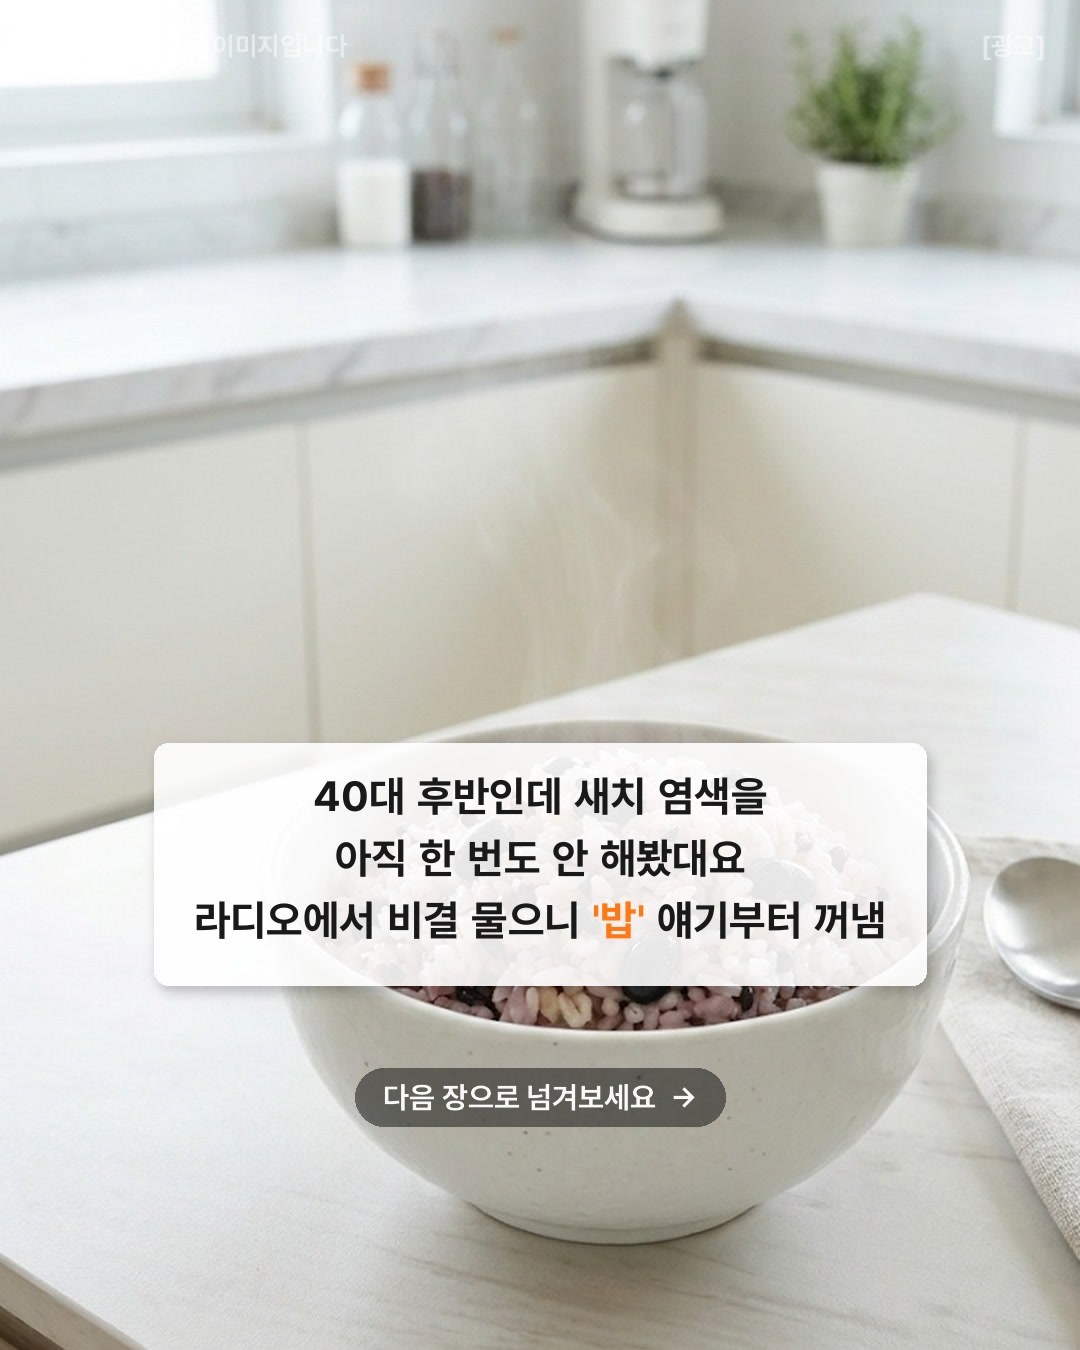 이미지입니다
[광고]
40대 후반인데 새치 염색을
아직 한 번도 안 해봤대요
라디오에서 비결 물으니 '밥' 얘기부터 꺼냄
다음 장으로 넘겨보세요 →